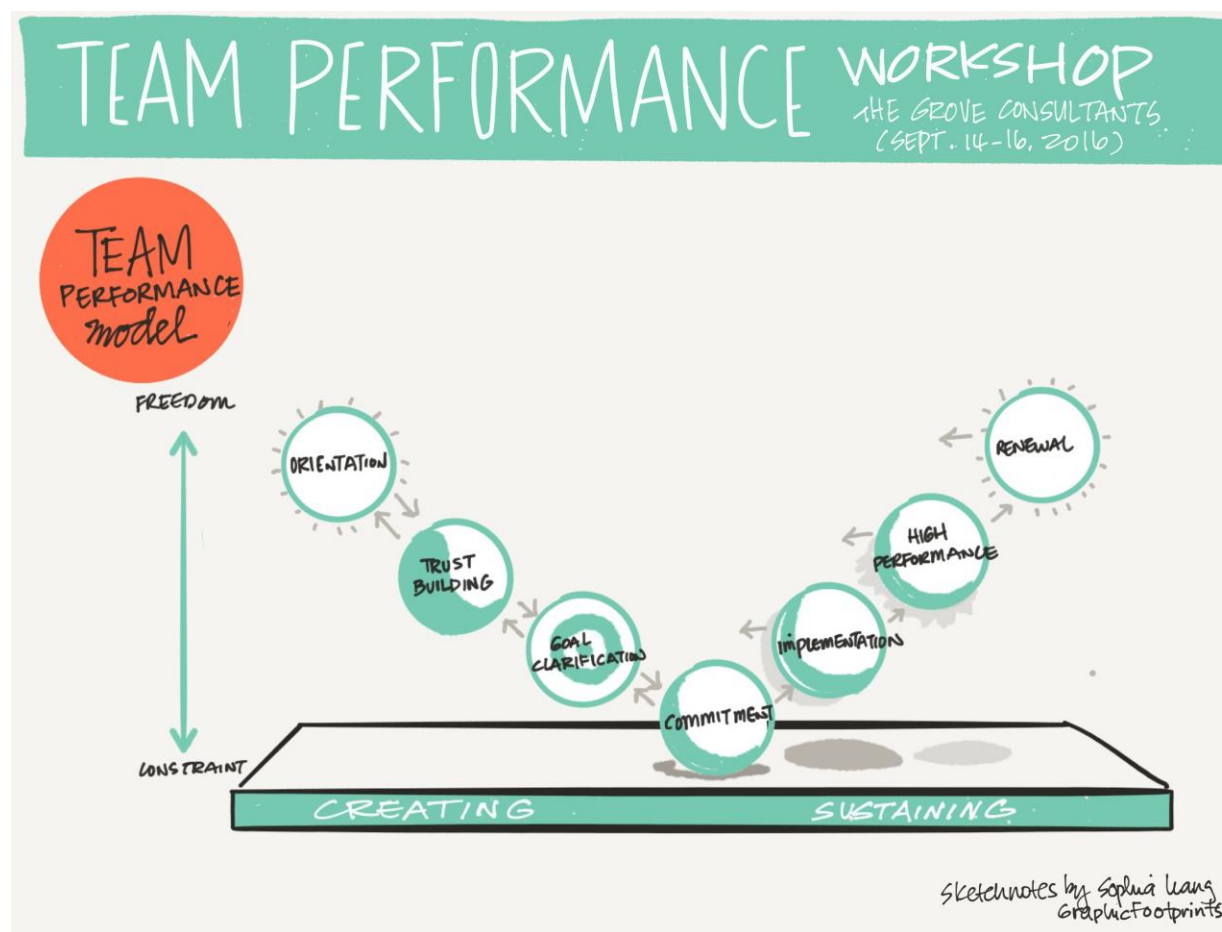 TEAM PERFORMANCE WORKSHOP
THE GROVE CONSULTANTS
(SEPT. 14-16, 2016)
TEAM
PERFORMANCE
model
FREEDOM
CONSTRAINT
ORIENTATION
TRUST
BUILDING
GOAL
CLARIFICATION
COMMITMENT
IMPLEMENTATION
HIGH
PERFORMANCE
RENEWAL
CREATING
SUSTAINING
Sketchnotes by Sophia Liang
GraphicFootprints